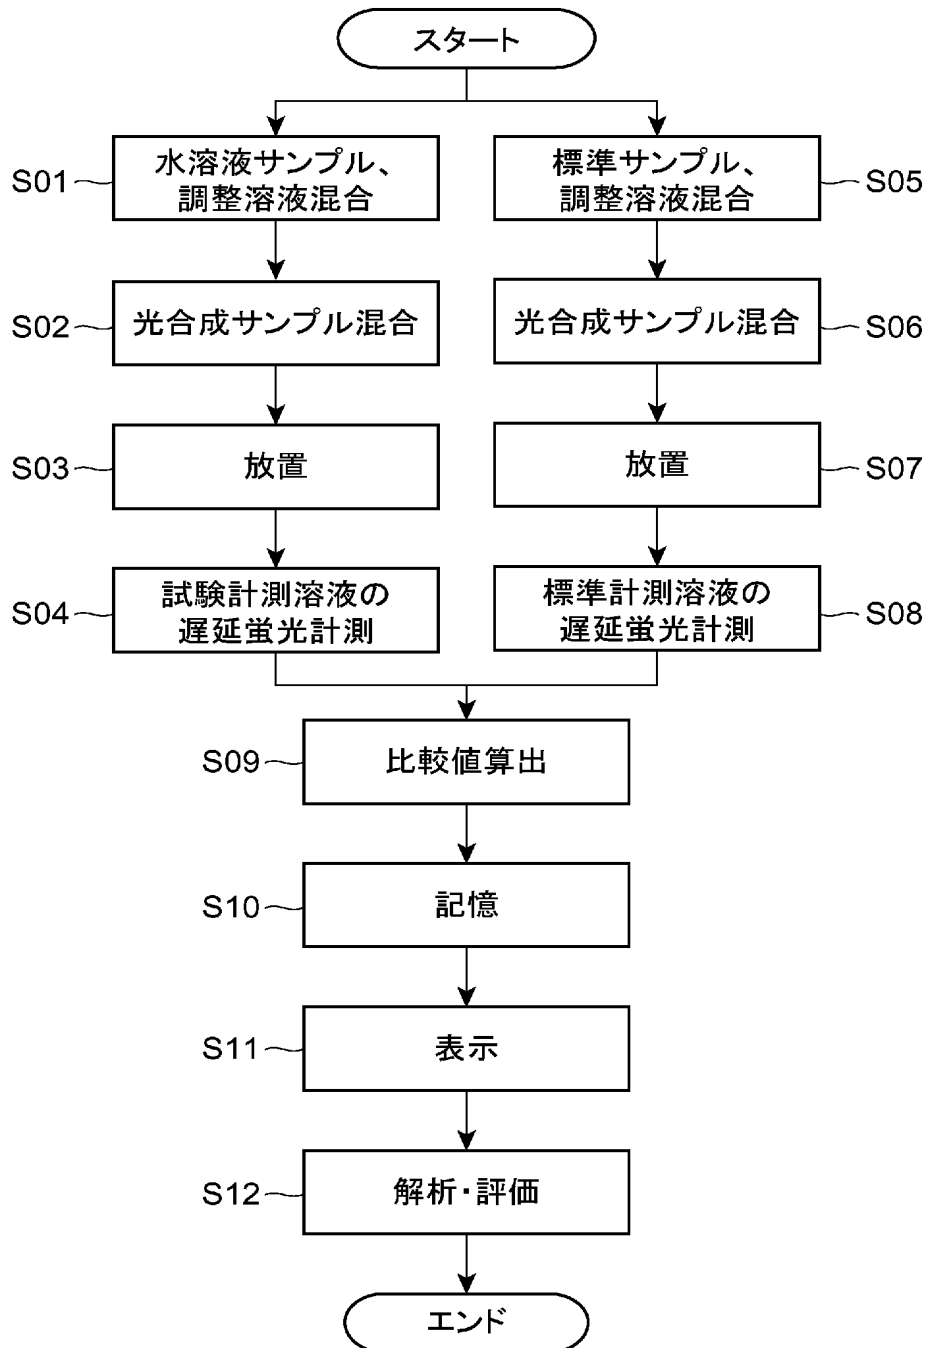 スタート
S01
水溶液サンプル、
調整溶液混合
標準サンプル、
調整溶液混合
S05
S02
光合成サンプル混合
光合成サンプル混合
S06
S03
放置
放置
S07
S04
試験計測溶液の
遅延蛍光計測
標準計測溶液の
遅延蛍光計測
S08
S09
比較値算出
S10
記憶
S11
表示
S12
解析・評価
エンド